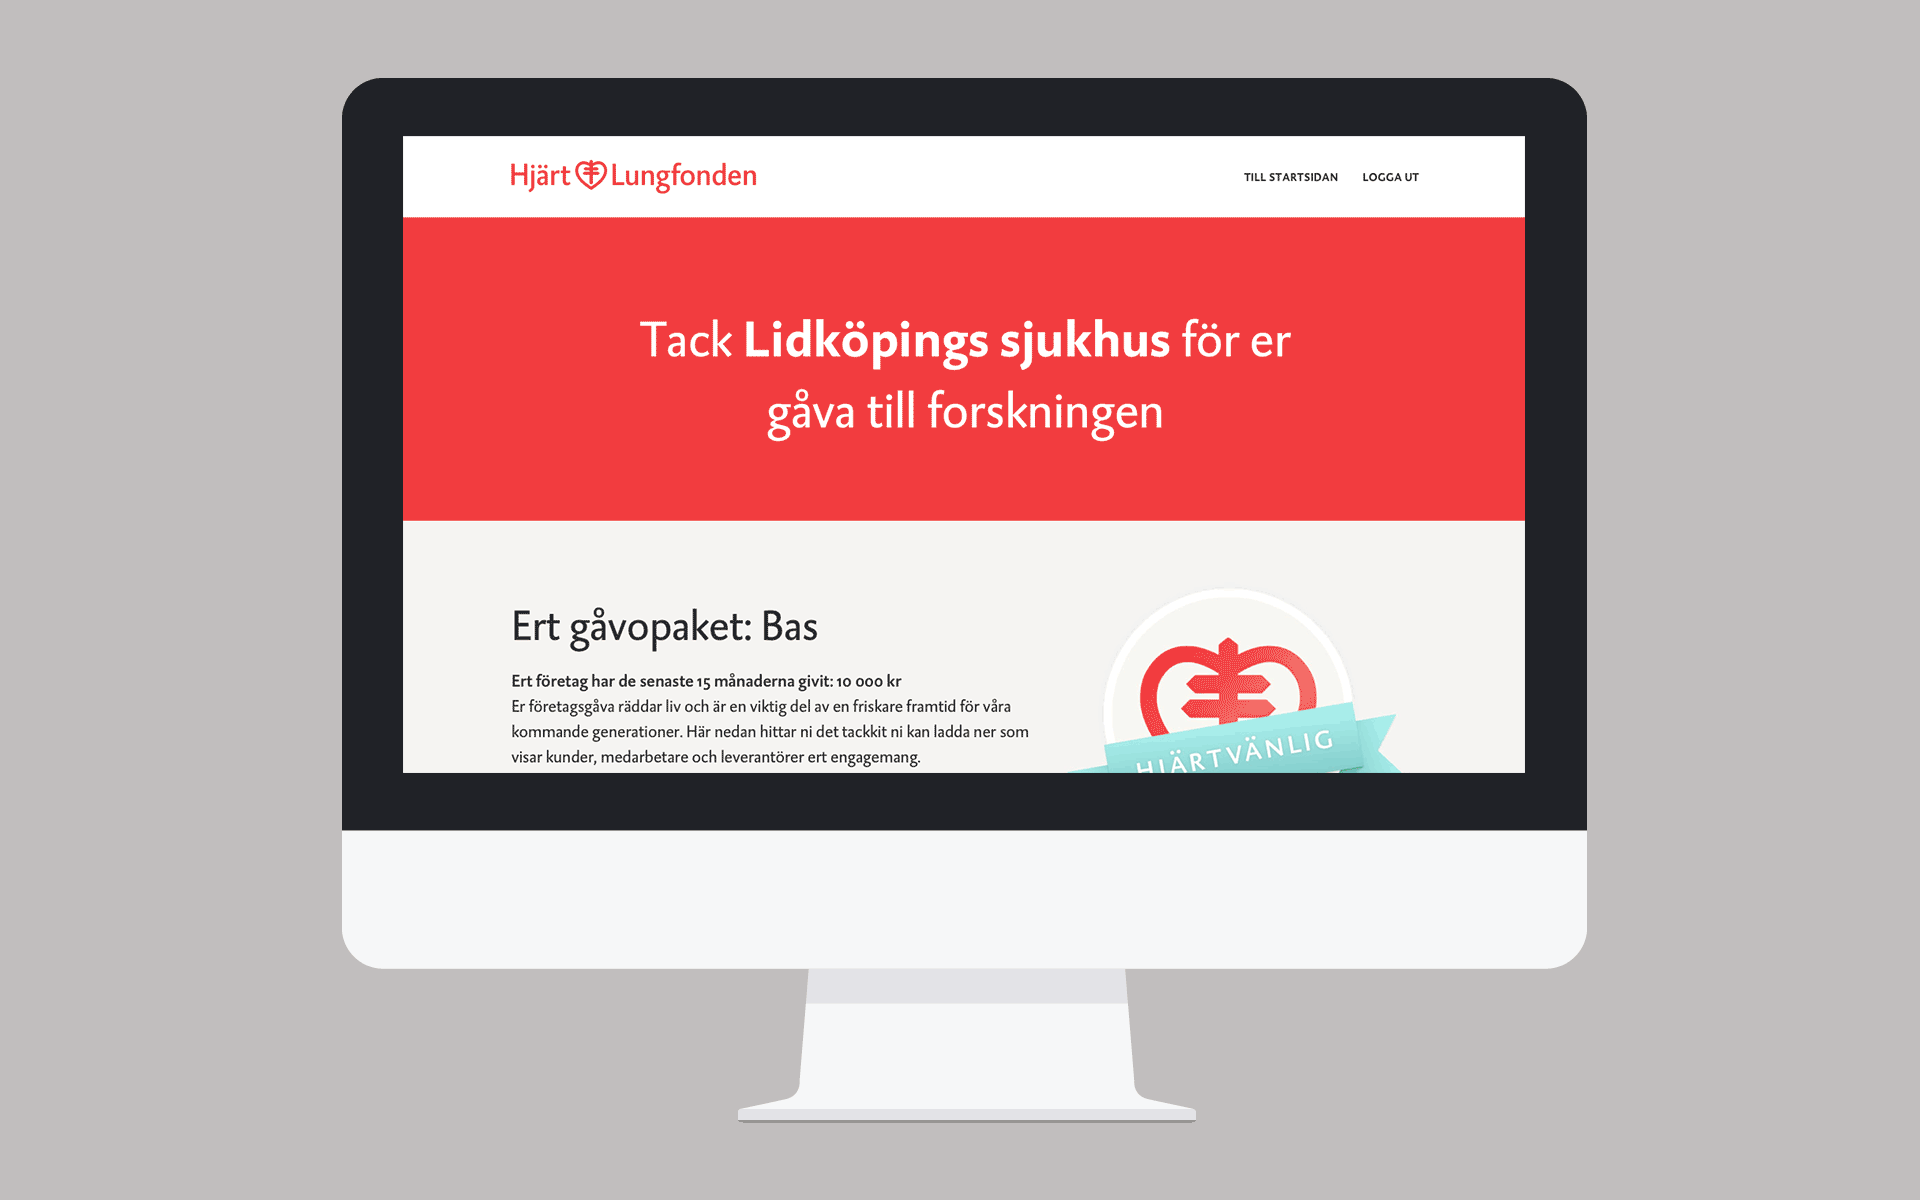 Hjärt Lungfonden
TILL STARTSIDAN LOGGA UT
Tack Lidköpings sjukhus för er
gåva till forskningen
Ert gåvopaket: Bas
Ert företag har de senaste 15 månaderna givit: 10 000 kr
Er företagsgåva räddar liv och är en viktig del av en friskare framtid för våra
kommande generationer. Här nedan hittar ni det tackkit ni kan ladda ner som
visar kunder, medarbetare och leverantörer ert engagemang.
HJÄRTVÄNLIG